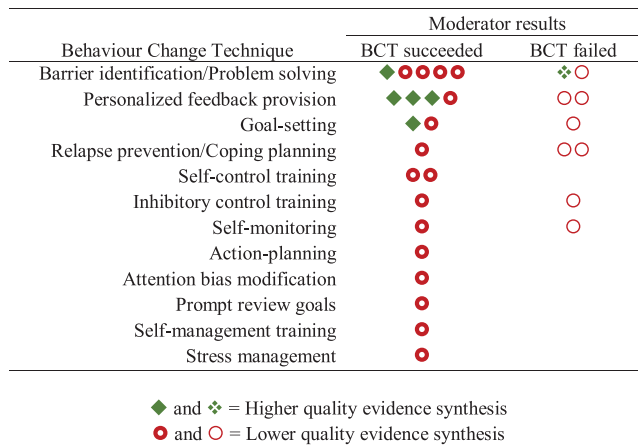 Moderator results
Behaviour Change Technique BCT succeeded BCT failed
Barrier identification/Problem solving
Personalized feedback provision
Goal-setting
Relapse prevention/Coping planning
Self-control training
Inhibitory control training
Self-monitoring
Action-planning
Attention bias modification
Prompt review goals
Self-management training
Stress management
◆ and ❖ = Higher quality evidence synthesis
⭘ and ○ = Lower quality evidence synthesis